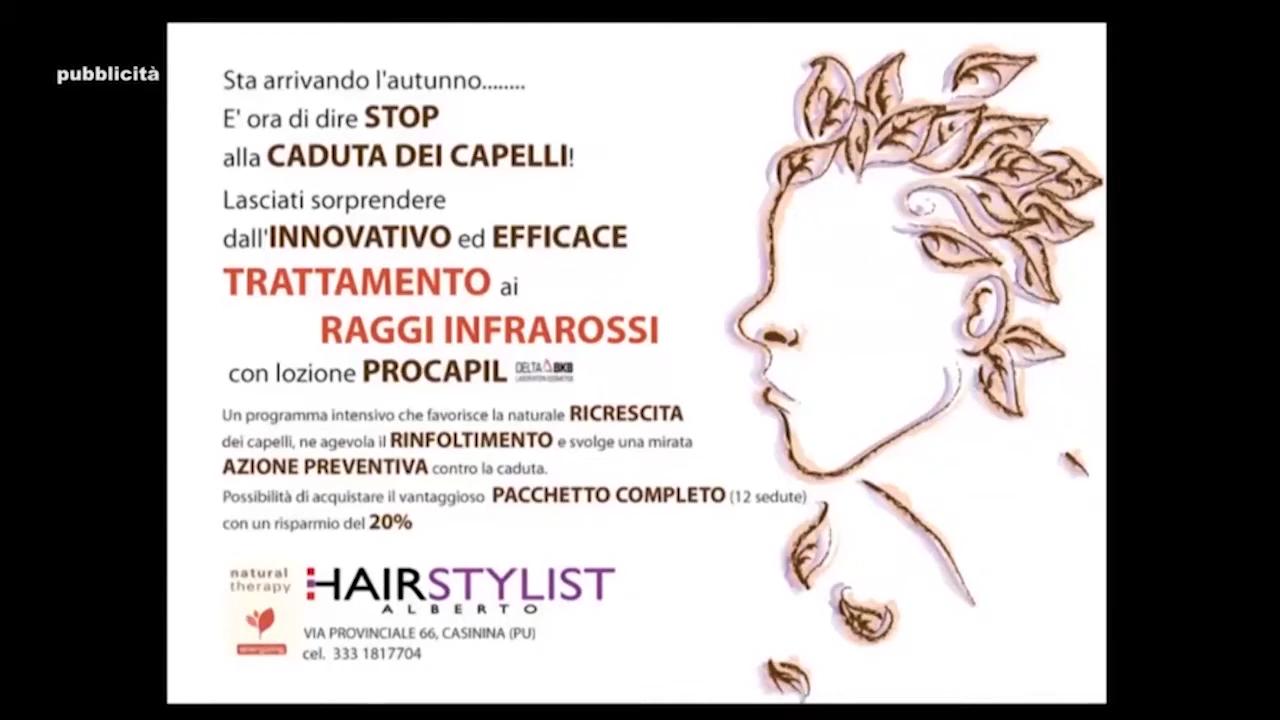 pubblicità
Sta arrivando l'autunno........
E' ora di dire STOP
alla CADUTA DEI CAPELLI!
Lasciati sorprendere
dall'INNOVATIVO ed EFFICACE
TRATTAMENTO ai
RAGGI INFRAROSSI
con lozione PROCAPIL DELTA BKB
Un programma intensivo che favorisce la naturale RICRESCITA
dei capelli, ne agevola il RINFOLTIMENTO e svolge una mirata
AZIONE PREVENTIVA contro la caduta.
Possibilità di acquistare il vantaggioso PACCHETTO COMPLETO (12 sedute)
con un risparmio del 20%
natural
therapy
HAIRSTYLIST
ALBERTO
VIA PROVINCIALE 66, CASININA (PU)
cel. 333 1817704